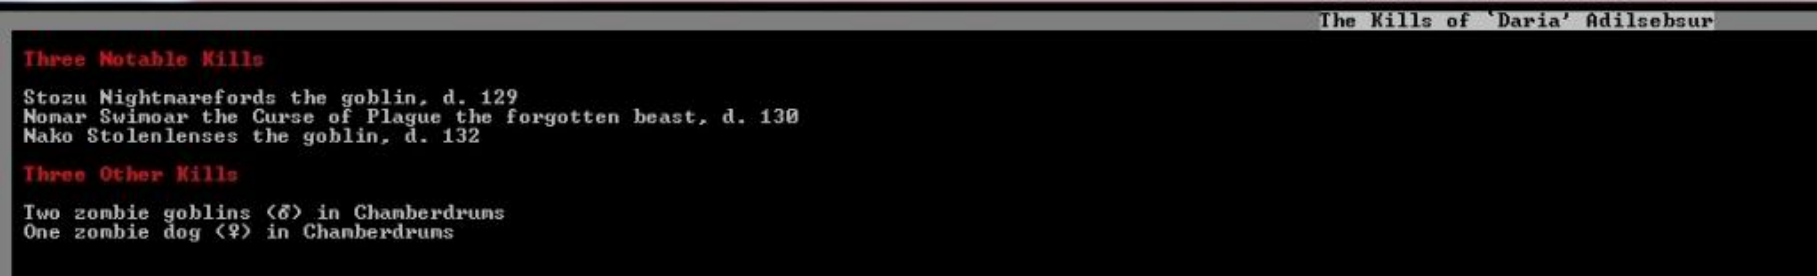 The Kills of `Daria' Adilsebsur
Three Notable Kills
Stozu Nightmarefords the goblin, d. 129
Nomar Swimoar the Curse of Plague the forgotten beast, d. 130
Nako Stolenlenses the goblin, d. 132
Three Other Kills
Two zombie goblins (♂) in Chamberdrums
One zombie dog (♀) in Chamberdrums